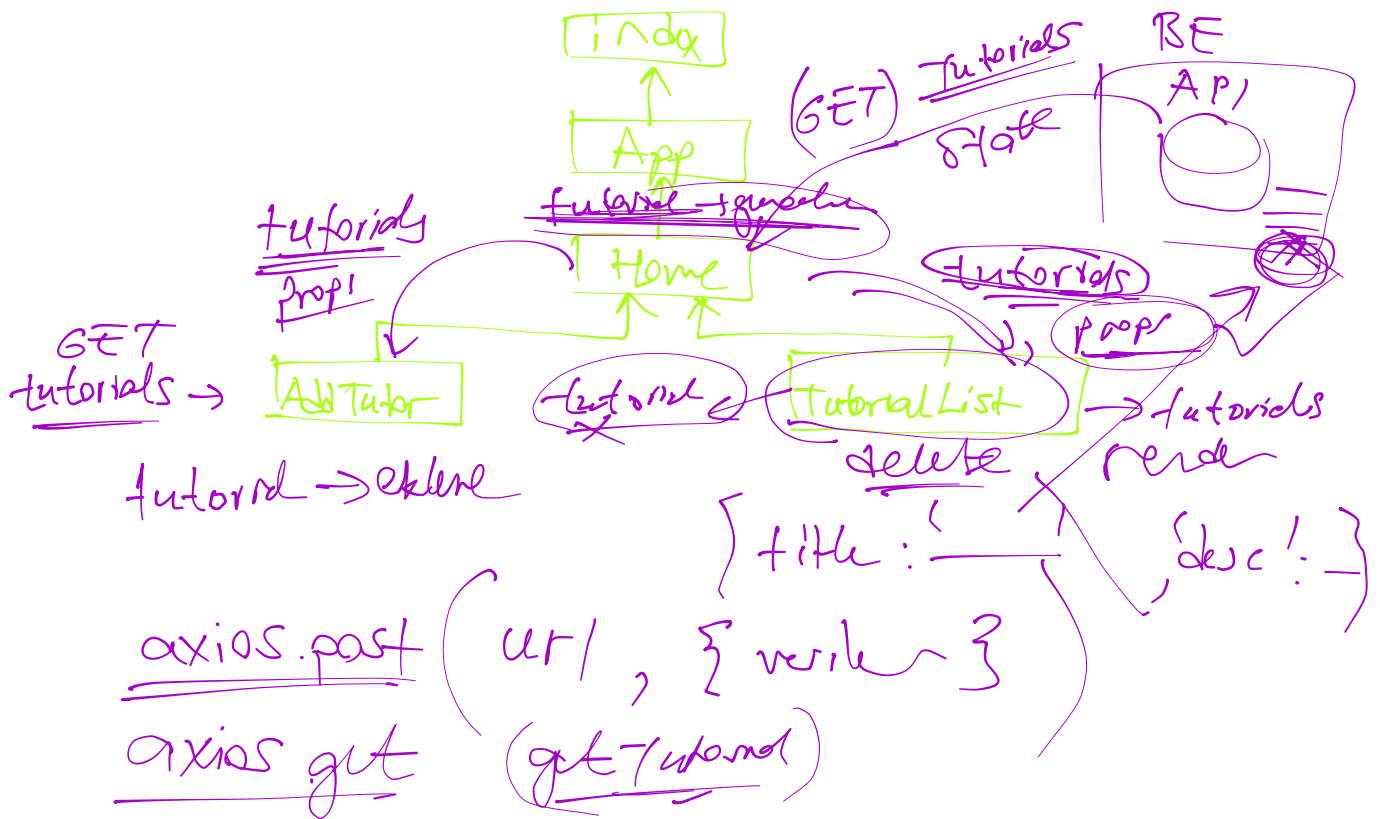 index
BE
API
Tutorials
(GET)
State
App
tutorials
props
Home
tutorials
props
GET
tutorials →
AddTutor
tutorial
TutorialList
→ tutorials
render
delete
tutorial → ekleme
{ title : ' ', desc ' : _ }
axios.post ( url , { veriler } )
axios.get (getTutorial)